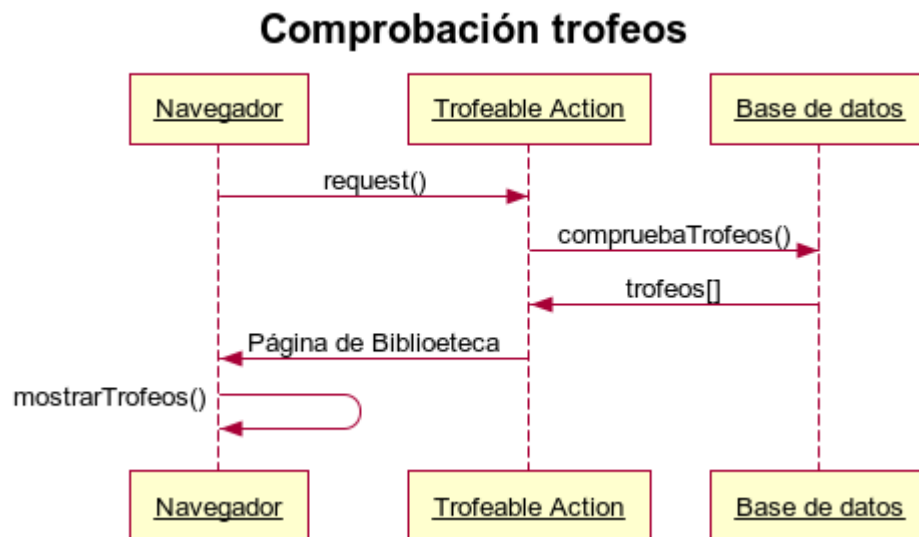 Comprobación trofeos
Navegador
Trofeable Action
Base de datos
request()
compruebaTrofeos()
trofeos[]
Página de Biblioeteca
mostrarTrofeos()
Navegador
Trofeable Action
Base de datos